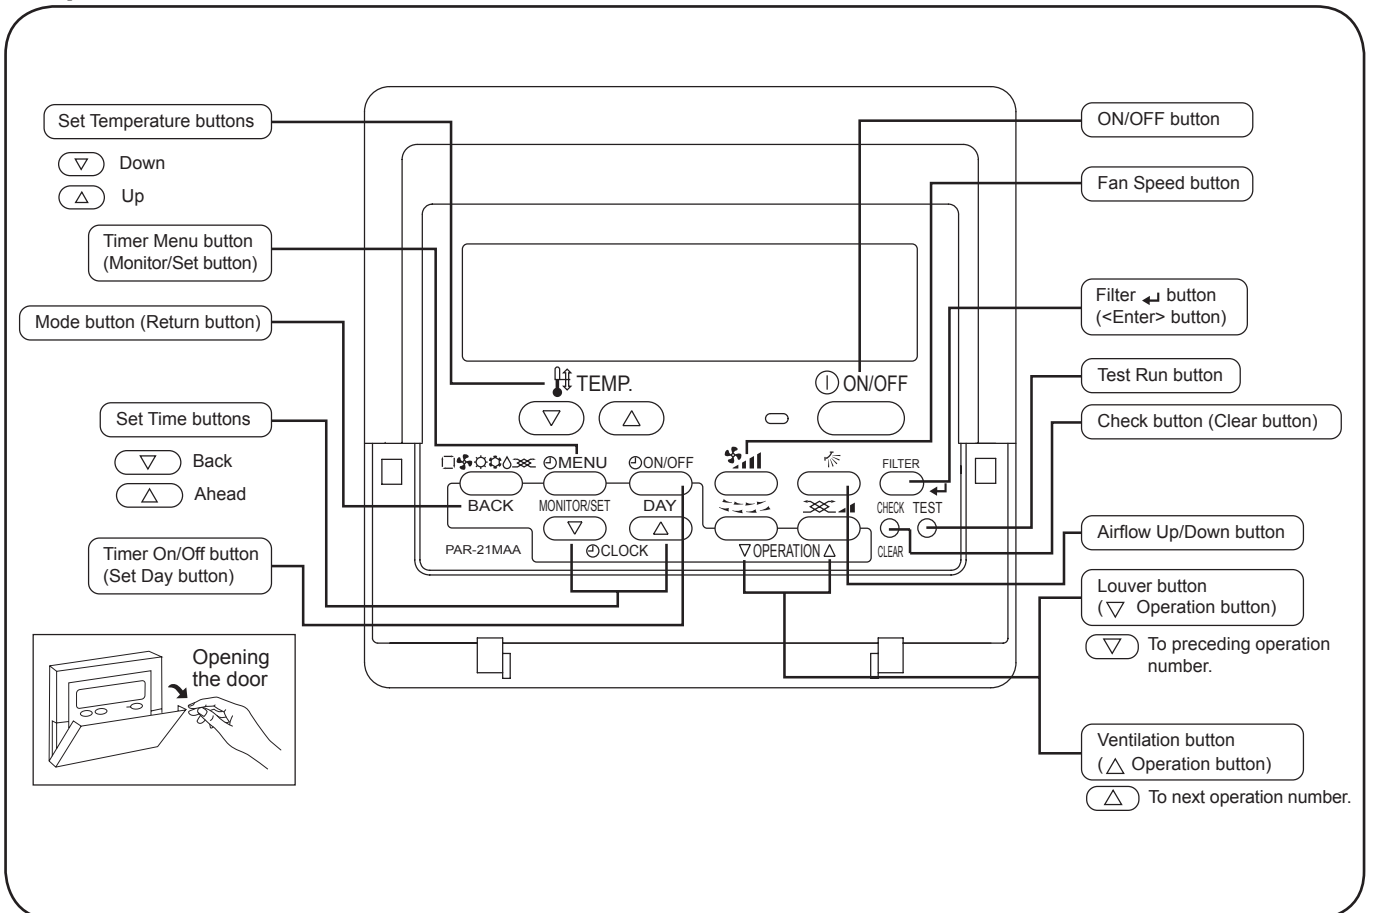 Set Temperature buttons
▽ Down
△ Up
Timer Menu button
(Monitor/Set button)
Mode button (Return button)
Set Time buttons
▽ Back
△ Ahead
Timer On/Off button
(Set Day button)
Opening
the door
TEMP.
ON/OFF
MENU
ON/OFF
FILTER
BACK
MONITOR/SET
DAY
CHECK TEST
PAR-21MAA
CLOCK
▽ OPERATION △
CLEAR
ON/OFF button
Fan Speed button
Filter ↵ button
(<Enter> button)
Test Run button
Check button (Clear button)
Airflow Up/Down button
Louver button
( ▽ Operation button)
▽ To preceding operation
number.
Ventilation button
( △ Operation button)
△ To next operation number.